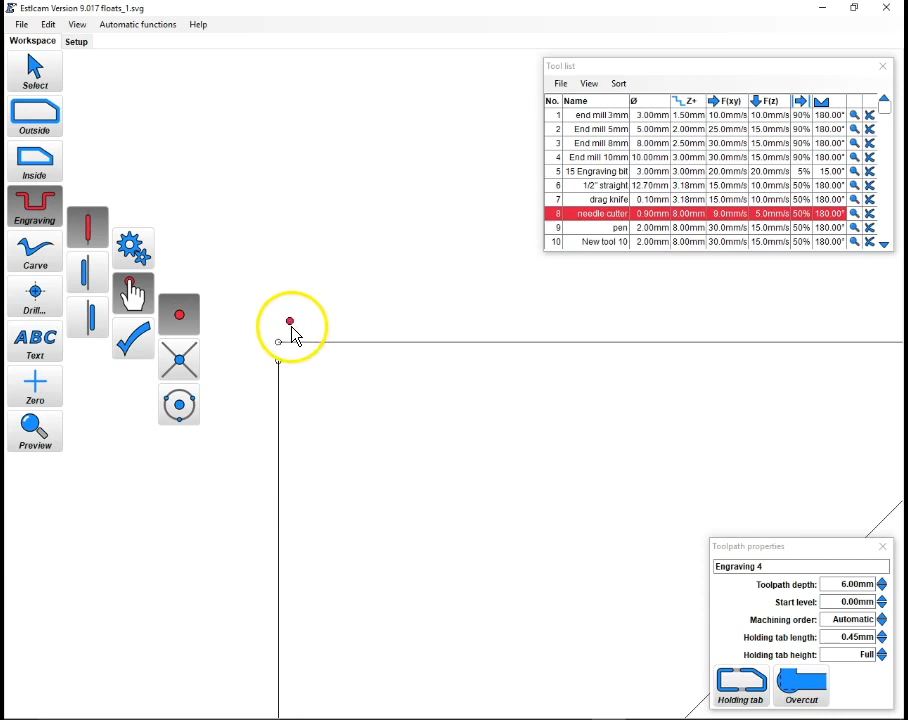 Estlcam Version 9.017 floats_1.svg
File Edit View Automatic functions Help
Workspace Setup
Select
Outside
Inside
Engraving
Carve
Drill...
ABC
Text
Zero
Preview
Tool list
File View Sort
No. Name Ø Z+ F(xy) F(z)
1 end mill 3mm 3.00mm 1.50mm 10.0mm/s 10.0mm/s 90% 180.00°
2 End mill 5mm 5.00mm 2.00mm 25.0mm/s 15.0mm/s 90% 180.00°
3 End mill 8mm 8.00mm 2.50mm 30.0mm/s 15.0mm/s 90% 180.00°
4 End mill 10mm 10.00mm 3.00mm 30.0mm/s 15.0mm/s 90% 180.00°
5 15 Engraving bit 3.00mm 3.00mm 20.0mm/s 20.0mm/s 5% 15.00°
6 1/2" straight 12.70mm 3.18mm 15.0mm/s 10.0mm/s 50% 180.00°
7 drag knife 0.10mm 3.18mm 15.0mm/s 15.0mm/s 50% 180.00°
8 needle cutter 0.90mm 8.00mm 9.0mm/s 5.0mm/s 50% 180.00°
9 pen 2.00mm 8.00mm 30.0mm/s 15.0mm/s 50% 180.00°
10 New tool 10 2.00mm 8.00mm 30.0mm/s 15.0mm/s 50% 180.00°
Toolpath properties
Engraving 4
Toolpath depth: 6.00mm
Start level: 0.00mm
Machining order: Automatic
Holding tab length: 0.45mm
Holding tab height: Full
Holding tab Overcut